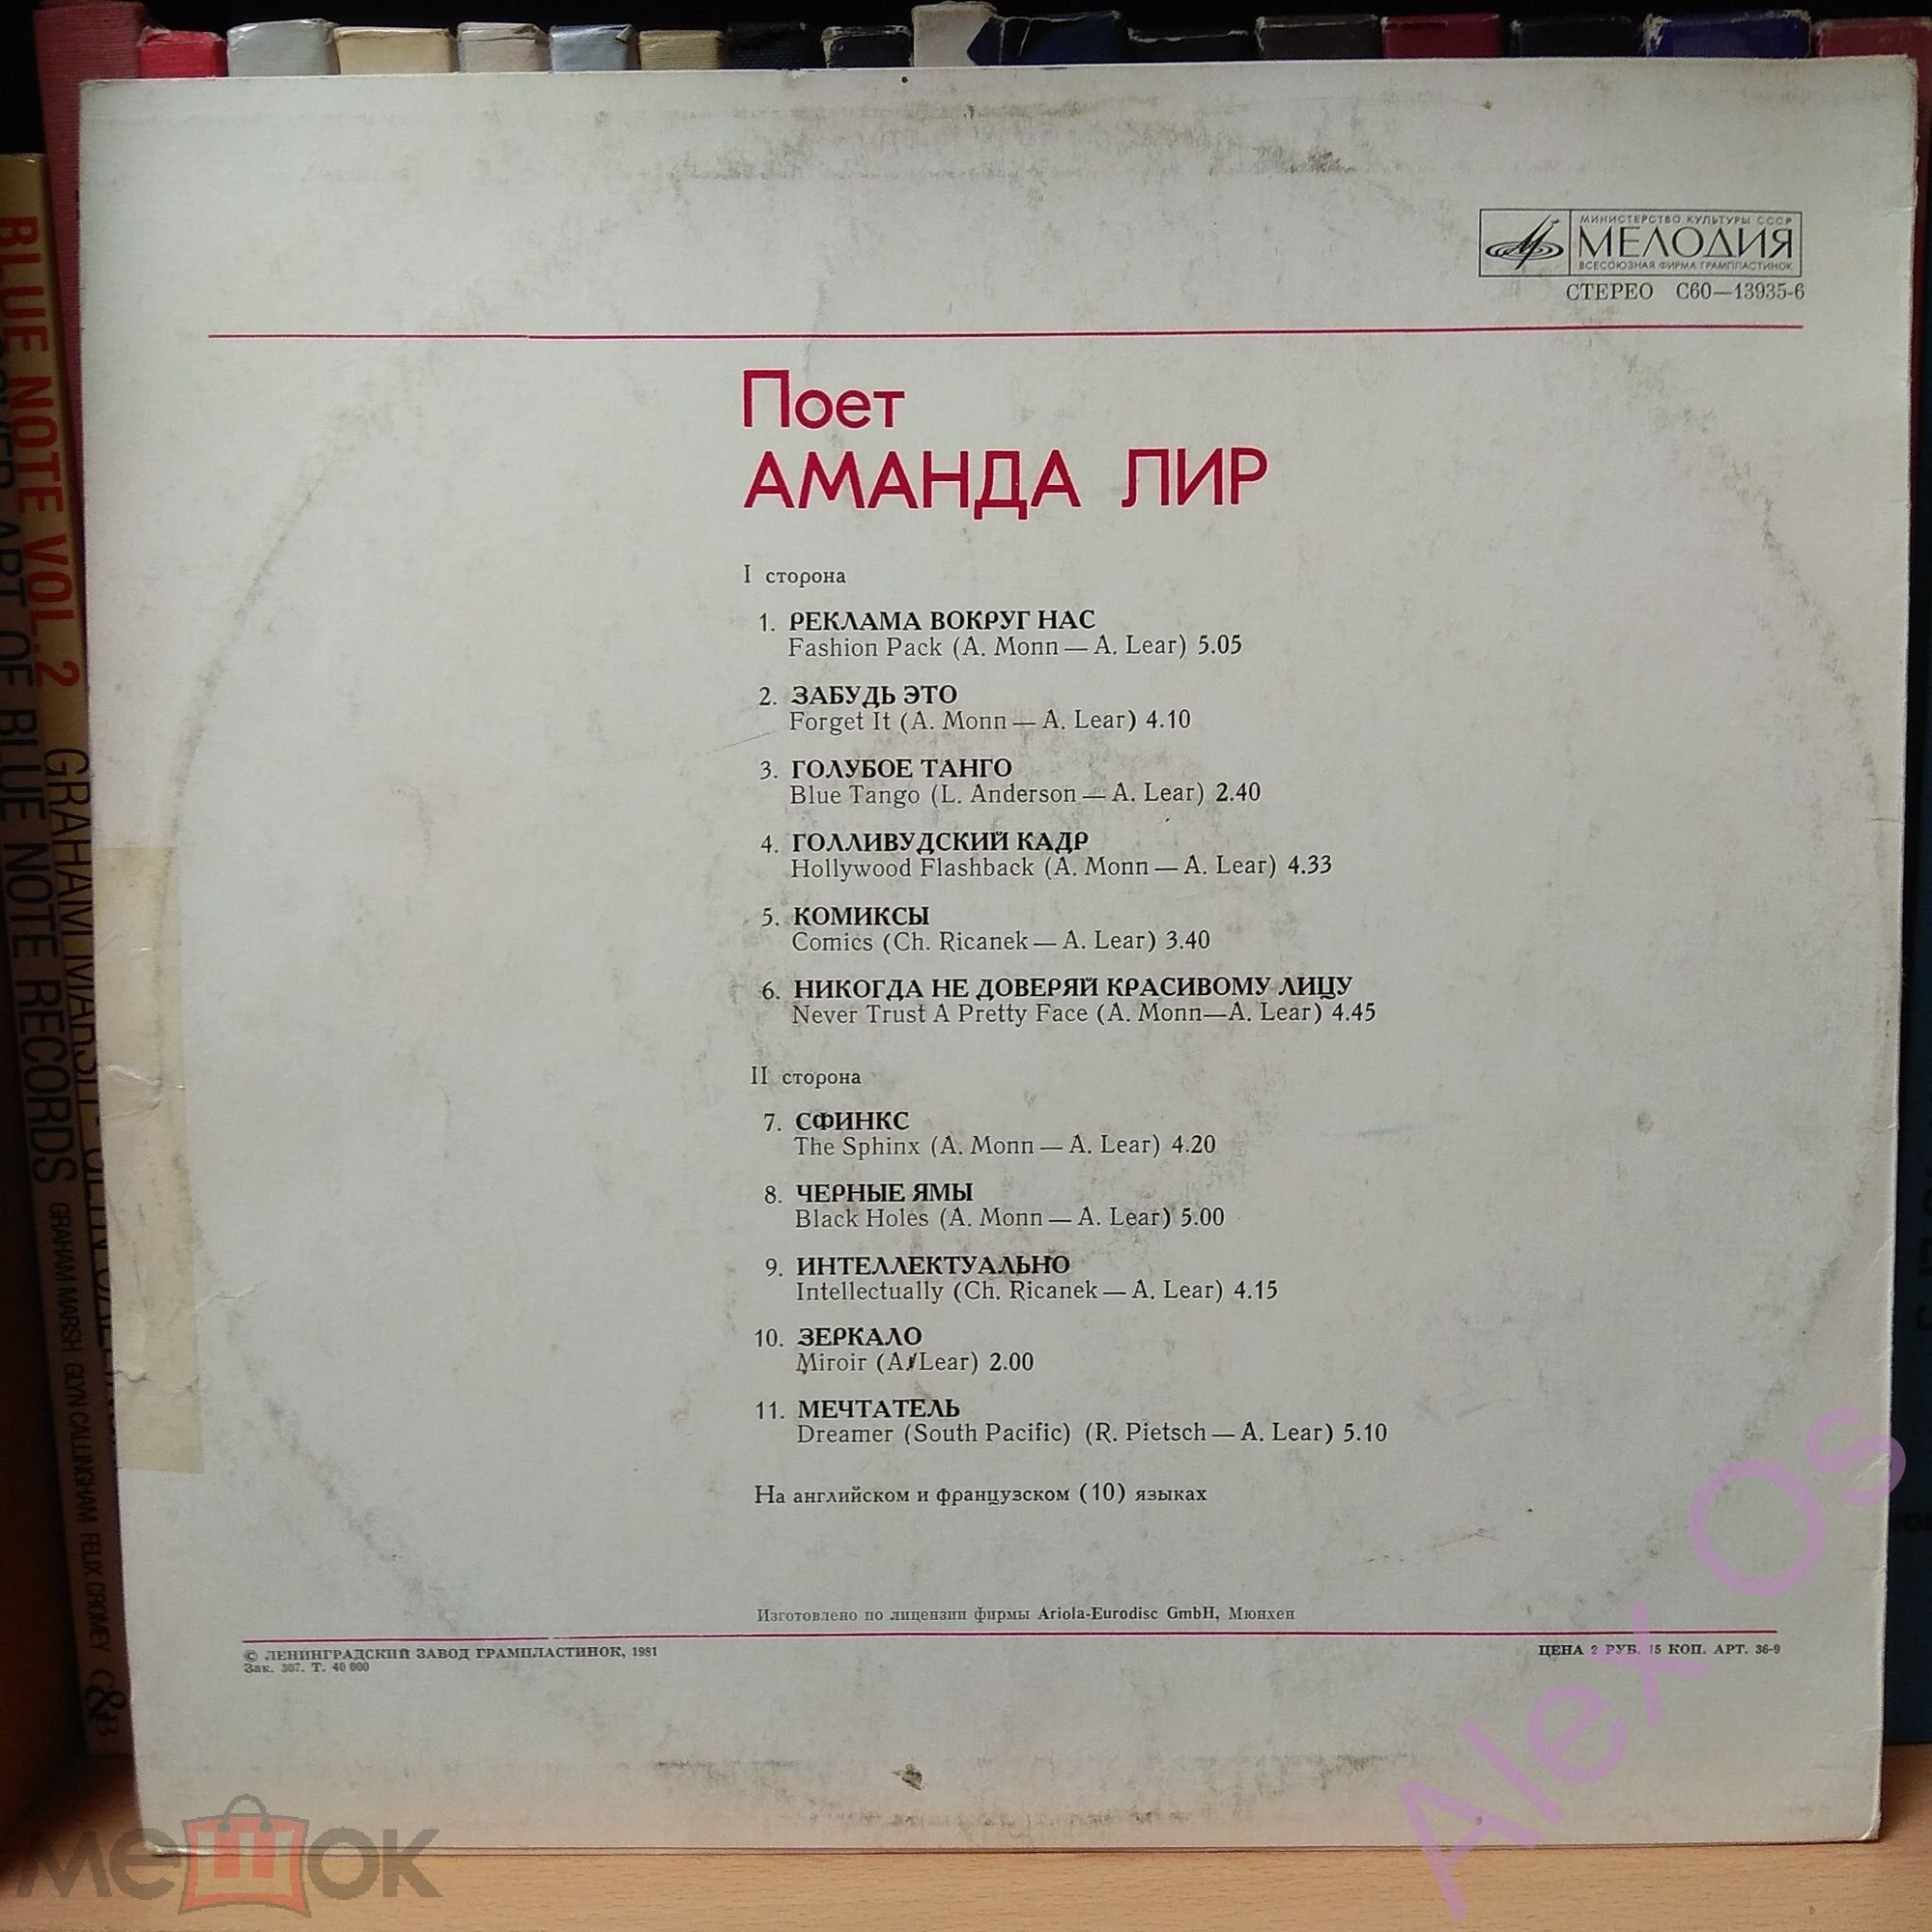 МИНИСТЕРСТВО КУЛЬТУРЫ СССР
МЕЛОДИЯ
ВСЕСОЮЗНАЯ ФИРМА ГРАМПЛАСТИНОК
СТЕРЕО С60—13935-6
Поет
АМАНДА ЛИР
I сторона
1. РЕКЛАМА ВОКРУГ НАС
Fashion Pack (A. Monn — A. Lear) 5.05
2. ЗАБУДЬ ЭТО
Forget It (A. Monn — A. Lear) 4.10
3. ГОЛУБОЕ ТАНГО
Blue Tango (L. Anderson — A. Lear) 2.40
4. ГОЛЛИВУДСКИЙ КАДР
Hollywood Flashback (A. Monn — A. Lear) 4.33
5. КОМИКСЫ
Comics (Ch. Ricanek — A. Lear) 3.40
6. НИКОГДА НЕ ДОВЕРЯЙ КРАСИВОМУ ЛИЦУ
Never Trust A Pretty Face (A. Monn—A. Lear) 4.45
II сторона
7. СФИНКС
The Sphinx (A. Monn — A. Lear) 4.20
8. ЧЕРНЫЕ ЯМЫ
Black Holes (A. Monn — A. Lear) 5.00
9. ИНТЕЛЛЕКТУАЛЬНО
Intellectually (Ch. Ricanek — A. Lear) 4.15
10. ЗЕРКАЛО
Miroir (A. Lear) 2.00
11. МЕЧТАТЕЛЬ
Dreamer (South Pacific) (R. Pietsch — A. Lear) 5.10
На английском и французском (10) языках
Изготовлено по лицензии фирмы Ariola-Eurodisc GmbH, Мюнхен
© ЛЕНИНГРАДСКИЙ ЗАВОД ГРАМПЛАСТИНОК, 1981
Зак. 307. Т. 40 000
ЦЕНА 2 РУБ. 15 КОП. АРТ. 36-9
BLUE NOTE VOL. 2
COVER ART OF BLUE NOTE RECORDS
GRAHAM MARSH
GRAHAM MARSH GLYN CALLINGHAM FELIX CROMEY
C&B
Alex Os
мешок